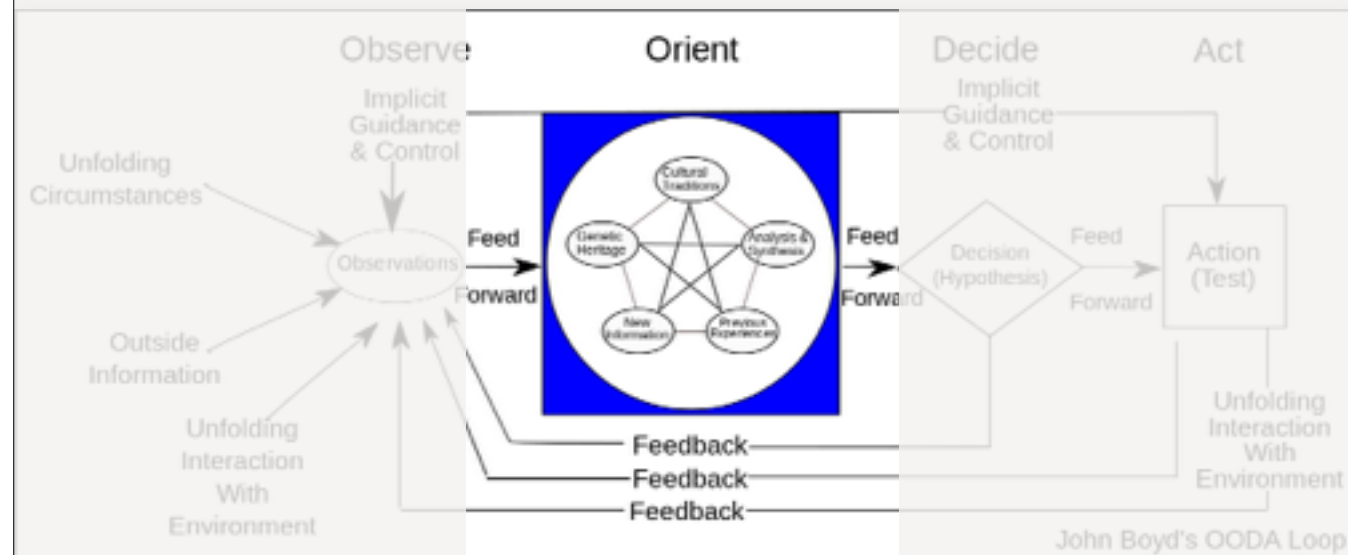 Observe
Orient
Decide
Act
Implicit
Guidance
& Control
Unfolding
Circumstances
Observations
Outside
Information
Unfolding
Interaction
With
Environment
Feed
Forward
Cultural
Traditions
Genetic
Heritage
Analysis &
Synthesis
New
Information
Previous
Experiences
Feed
Forward
Implicit
Guidance
& Control
Decision
(Hypothesis)
Feed
Forward
Action
(Test)
Unfolding
Interaction
With
Environment
Feedback
Feedback
Feedback
John Boyd's OODA Loop